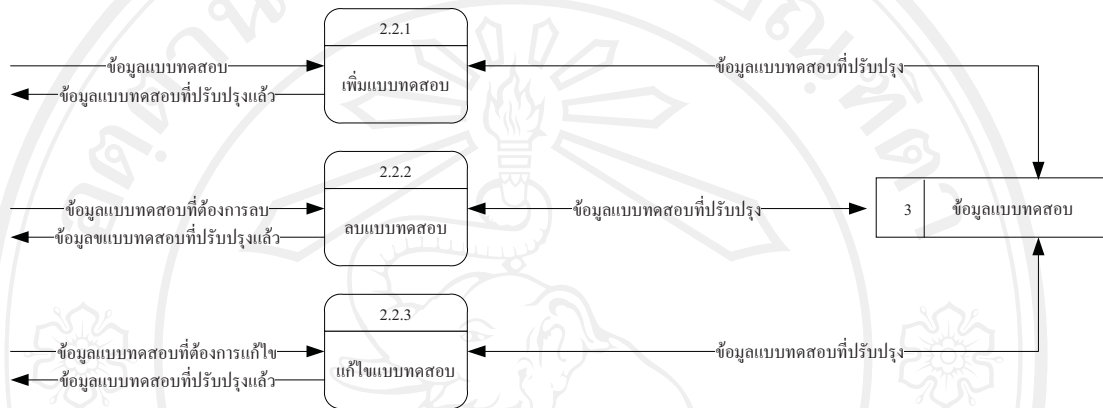 2.2.1
ข้อมูลแบบทดสอบ
เพิ่มแบบทดสอบ
ข้อมูลแบบทดสอบที่ปรับปรุง
ข้อมูลแบบทดสอบที่ปรับปรุงแล้ว
2.2.2
ข้อมูลแบบทดสอบที่ต้องการลบ
ลบแบบทดสอบ
ข้อมูลแบบทดสอบที่ปรับปรุง
3 ข้อมูลแบบทดสอบ
ข้อมูลขแบบทดสอบที่ปรับปรุงแล้ว
2.2.3
ข้อมูลแบบทดสอบที่ต้องการแก้ไข
แก้ไขแบบทดสอบ
ข้อมูลแบบทดสอบที่ปรับปรุง
ข้อมูลแบบทดสอบที่ปรับปรุงแล้ว